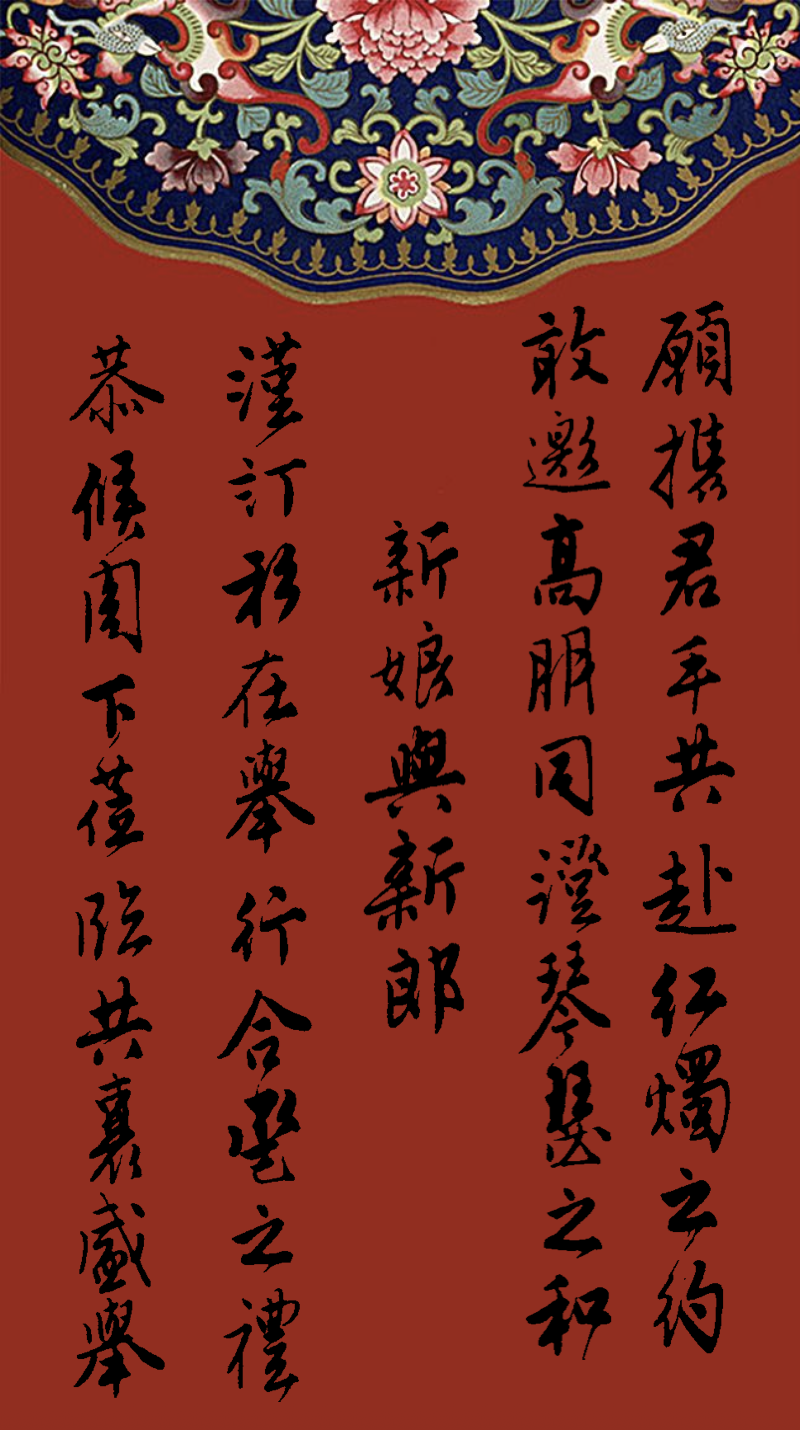 願携君手共赴紅燭之約
敢邀高朋同證琴瑟之和
新娘與新郎
謹訂於在舉行合卺之禮
恭候閣下蒞臨共襄盛舉